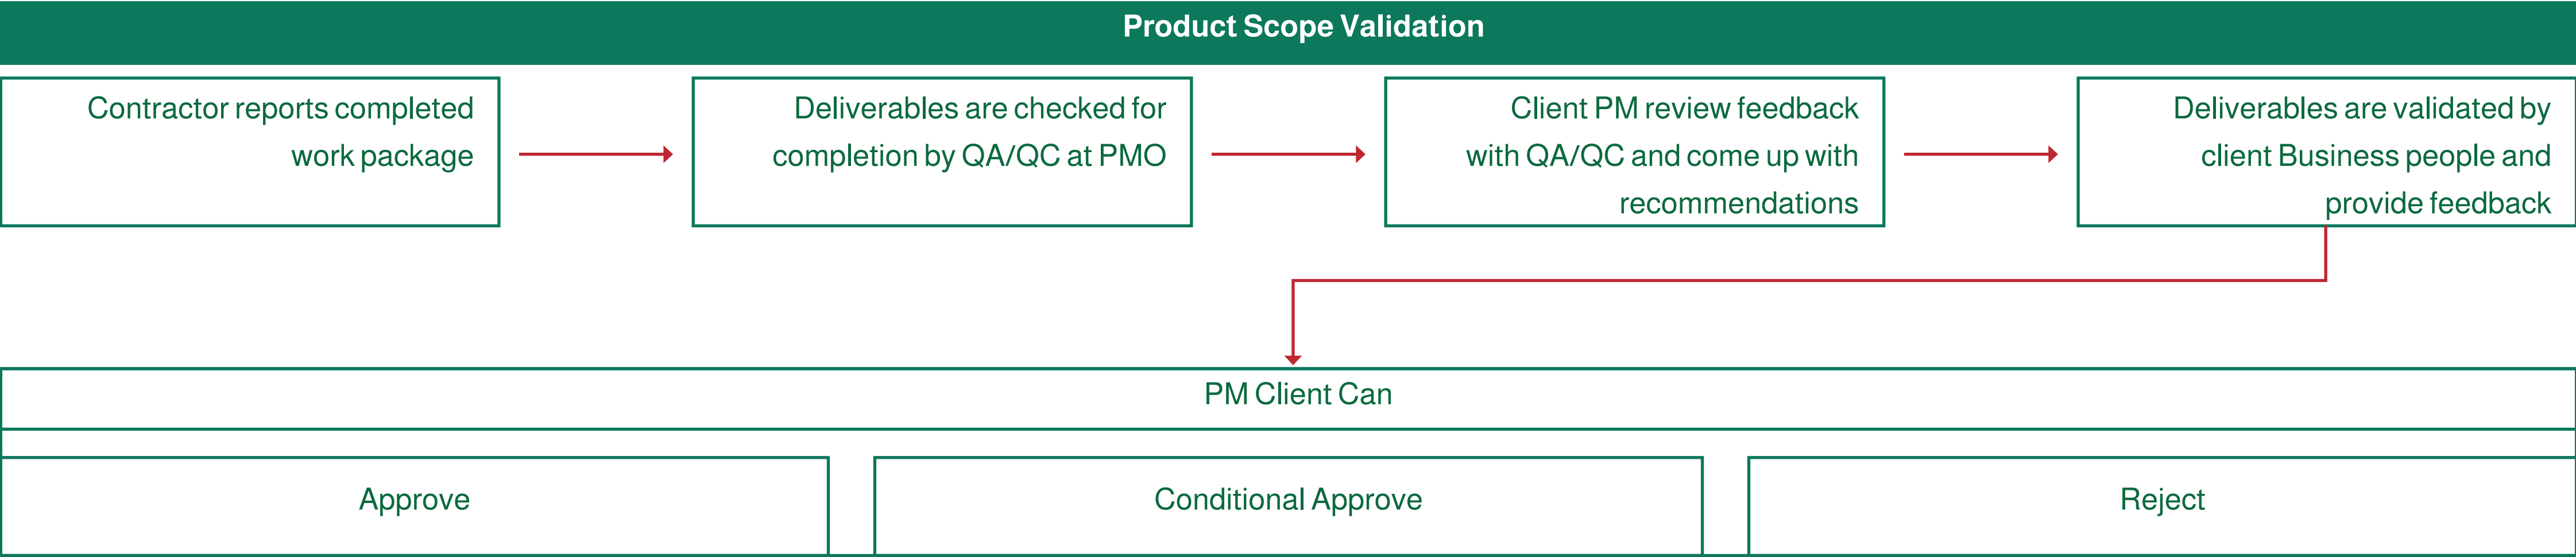 Product Scope Validation
Contractor reports completed
work package
Deliverables are checked for
completion by QA/QC at PMO
Client PM review feedback
with QA/QC and come up with
recommendations
Deliverables are validated by
client Business people and
provide feedback
PM Client Can
Approve
Conditional Approve
Reject